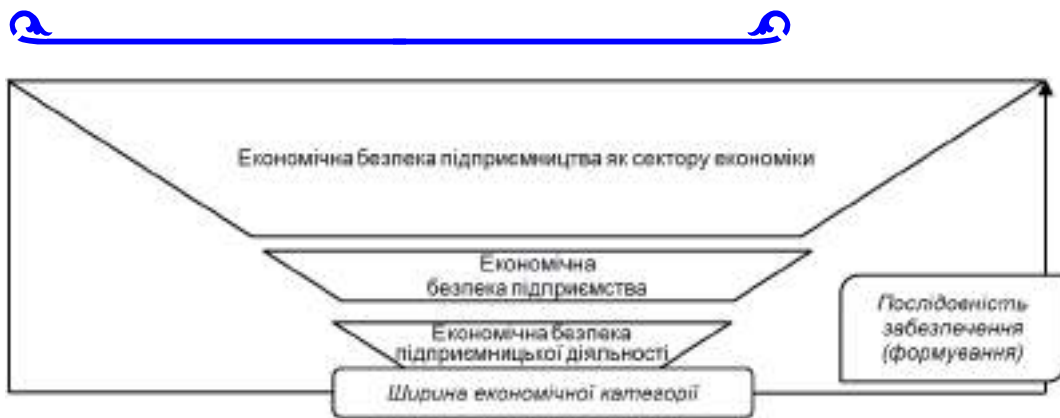 Економічна безпека підприємництва як сектору економіки
Економічна
безпека підприємства
Економічна безпека
підприємницької діяльності
Ширина економічної категорії
Послідовність
забезпечення
(формування)